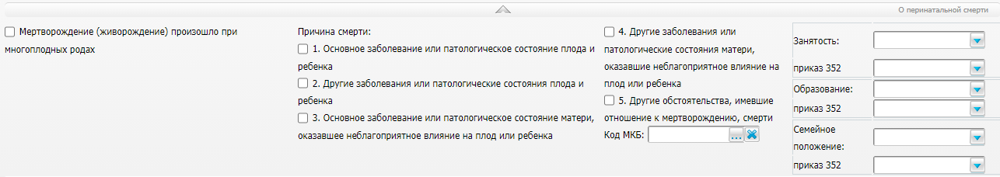 О перинатальной смерти
Мертворождение (живорождение) произошло при
многоплодных родах
Причина смерти:
1. Основное заболевание или патологическое состояние плода и
ребенка
2. Другие заболевания или патологические состояния плода и
ребенка
3. Основное заболевание или патологическое состояние матери,
оказавшее неблагоприятное влияние на плод или ребенка
4. Другие заболевания или
патологические состояния матери,
оказавшие неблагоприятное влияние на
плод или ребенка
5. Другие обстоятельства, имевшие
отношение к мертворождению, смерти
Код МКБ: ...
Занятость:
приказ 352
Образование:
приказ 352
Семейное
положение:
приказ 352